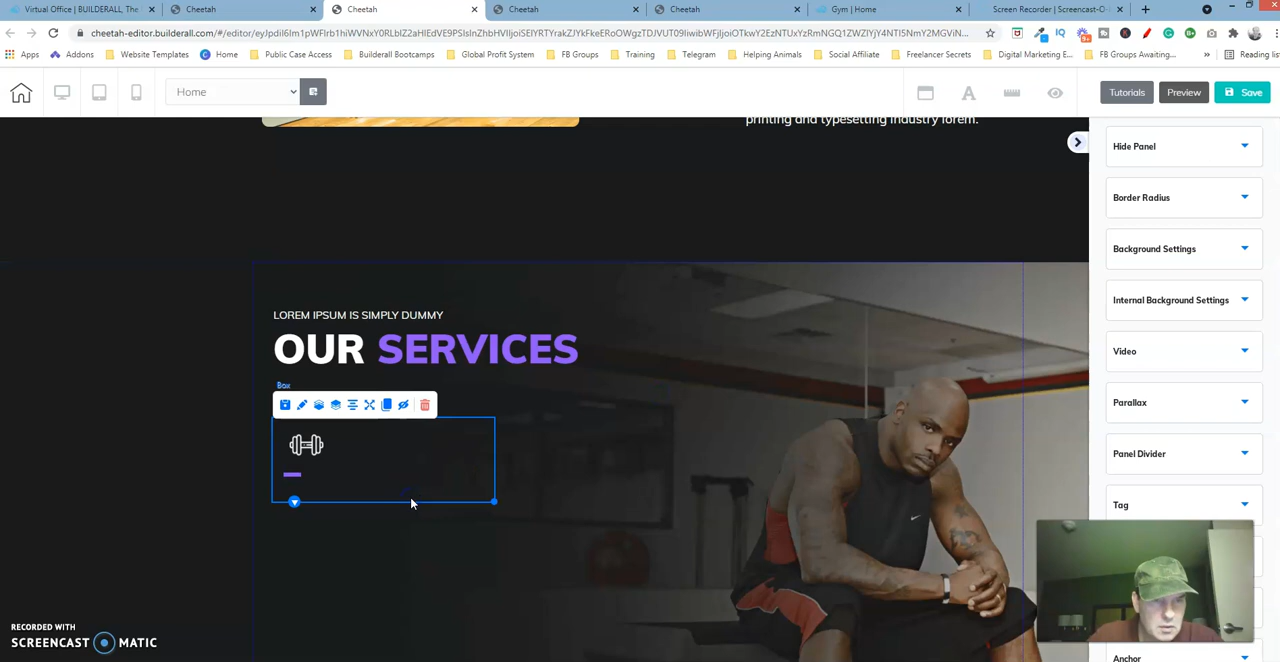 Virtual Office | BUILDERALL, The
Cheetah
Cheetah
Cheetah
Cheetah
Gym | Home
Screen Recorder | Screencast-O-
Apps
Addons
Website Templates
Home
Public Case Access
Builderall Bootcamps
Global Profit System
FB Groups
Training
Telegram
Helping Animals
Social Affiliate
Freelancer Secrets
Digital Marketing E...
FB Groups Awaiting...
Reading list
Home
Tutorials
Preview
Save
printing and typesetting industry lorem.
Hide Panel
Border Radius
Background Settings
Internal Background Settings
Video
Parallax
Panel Divider
Tag
Anchor
LOREM IPSUM IS SIMPLY DUMMY
OUR SERVICES
Box
RECORDED WITH
SCREENCAST MATIC